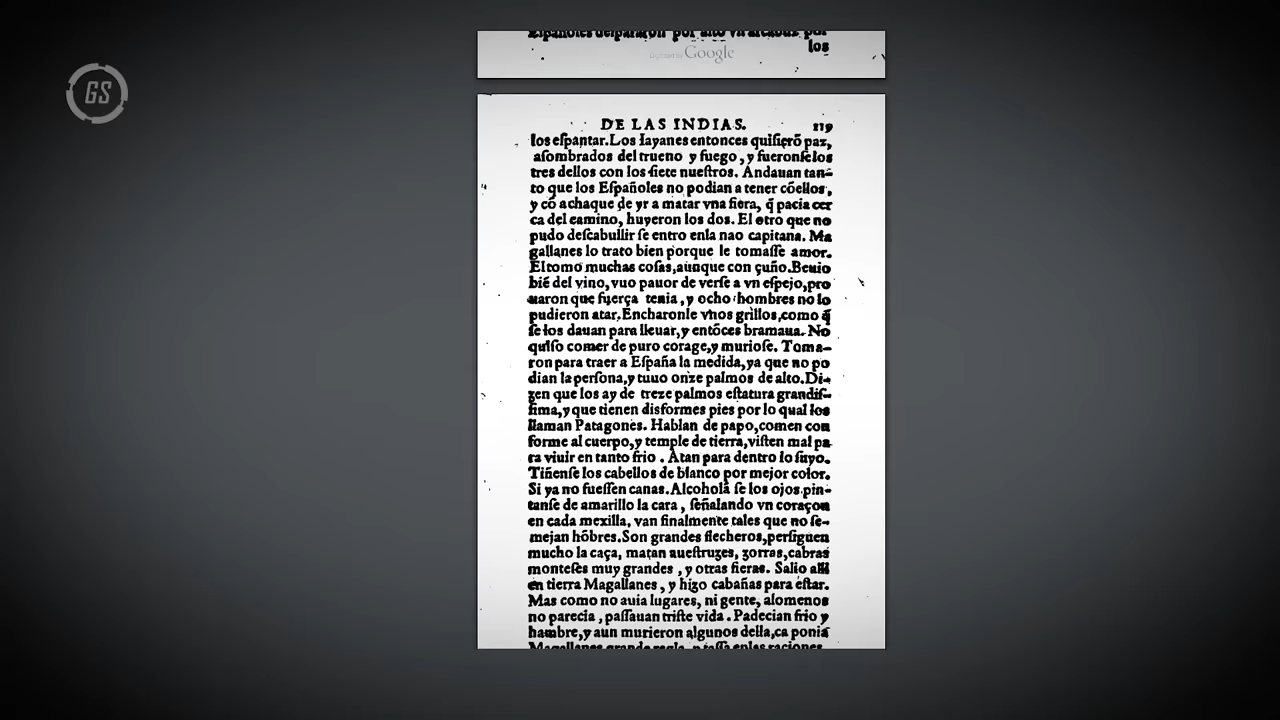 Españoles dispararon por alto vn arcabuz por
los
Digitized by Google
GS
DE LAS INDIAS. 119
los eſpantar. Los Iayanes entonces quiſierõ paz,
aſombrados del trueno y fuego, y fueronſe los
tres dellos con los ſiete nueſtros. Andauan tan-
to que los Eſpañoles no podian a tener cõ ellos,
y cõ achaque de yr a matar vna fiera, q̃ pacia cer
ca del camino, huyeron los dos. El otro que no
pudo deſcabullir ſe entro enla nao capitana. Ma
gallanes lo trato bien porque le tomaſſe amor.
El tomo muchas coſas, aunque con çuño. Beuio
biẽ del vino, vuo pauor de verſe a vn eſpejo, pro
uaron que fuerça tenia, y ocho hombres no lo
pudieron atar. Encharonle vnos grillos, como q̃
ſe los dauan para lleuar, y entõces bramaua. No
quiſo comer de puro corage, y murioſe. Toma-
ron para traer a Eſpaña la medida, ya que no po
dian la perſona, y tuuo onze palmos de alto. Di-
zen que los ay de treze palmos eſtatura grandiſ-
ſima, y que tienen disformes pies por lo qual los
llaman Patagones. Hablan de papo, comen con
forme al cuerpo, y temple de tierra, viſten mal pa
ra viuir en tanto frio. Atan para dentro lo ſuyo.
Tiñenſe los cabellos de blanco por mejor color.
Si ya no fueſſen canas. Alcoholã ſe los ojos pin-
tanſe de amarillo la cara, ſeñalando vn coraçon
en cada mexilla, van finalmente tales que no ſe-
mejan hõbres. Son grandes flecheros, perſiguen
mucho la caça, matan aueſtruzes, zorras, cabras
monteſes muy grandes, y otras fieras. Salio alli
en tierra Magallanes, y hizo cabañas para eſtar.
Mas como no auia lugares, ni gente, alomenos
no parecia, paſſauan triſte vida. Padecian frio y
hambre, y aun murieron algunos della, ca ponia
Magallanes grande regla, y taſſa enlas raciones,